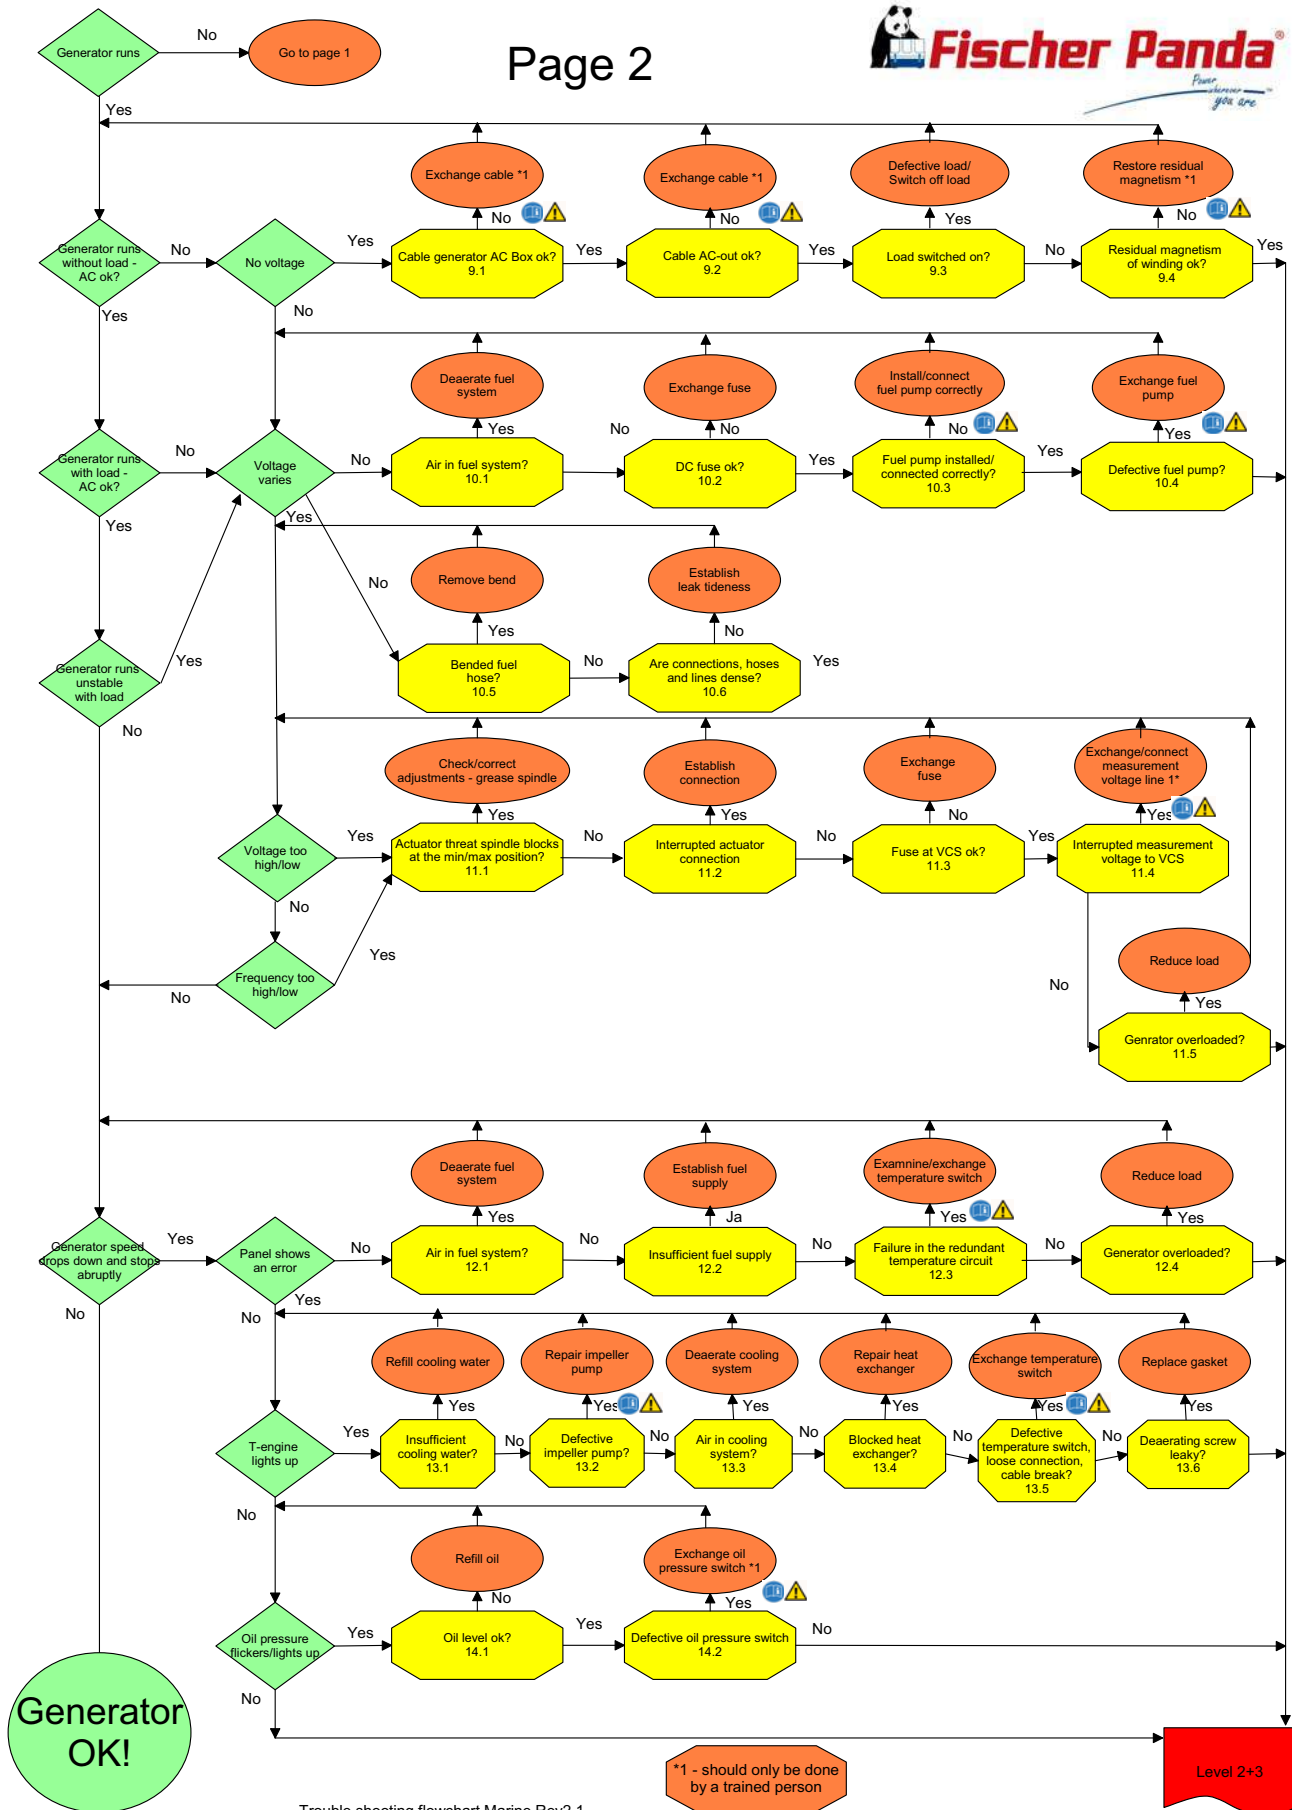 Generator runs
No
Go to page 1
Page 2
Fischer Panda®
Power
wherever
you are
Yes
Exchange cable *1
Exchange cable *1
Defective load/
Switch off load
Restore residual
magnetism *1
No
No
Yes
No
Generator runs
without load -
AC ok?
No
No voltage
Yes
Cable generator AC Box ok?
9.1
Yes
Cable AC-out ok?
9.2
Yes
Load switched on?
9.3
No
Residual magnetism
of winding ok?
9.4
Yes
Yes
No
Deaerate fuel
system
Exchange fuse
Install/connect
fuel pump correctly
Exchange fuel
pump
Yes
No
No
No
Yes
Generator runs
with load -
AC ok?
No
Voltage
varies
No
Air in fuel system?
10.1
DC fuse ok?
10.2
Yes
Fuel pump installed/
connected correctly?
10.3
Yes
Defective fuel pump?
10.4
Yes
Yes
No
Remove bend
Establish
leak tideness
Yes
No
Generator runs
unstable
with load
Yes
Bended fuel
hose?
10.5
No
Are connections, hoses
and lines dense?
10.6
Yes
No
Check/correct
adjustments - grease spindle
Establish
connection
Exchange
fuse
Exchange/connect
measurement
voltage line 1*
Yes
Yes
No
Yes
Voltage too
high/low
Yes
Actuator threat spindle blocks
at the min/max position?
11.1
No
Interrupted actuator
connection
11.2
No
Fuse at VCS ok?
11.3
Yes
Interrupted measurement
voltage to VCS
11.4
No
Frequency too
high/low
Yes
No
Reduce load
No
Yes
Genrator overloaded?
11.5
Deaerate fuel
system
Establish fuel
supply
Examnine/exchange
temperature switch
Reduce load
Yes
Ja
Yes
Yes
Generator speed
drops down and stops
abruptly
Yes
Panel shows
an error
No
Air in fuel system?
12.1
No
Insufficient fuel supply
12.2
No
Failure in the redundant
temperature circuit
12.3
No
Generator overloaded?
12.4
No
No
Yes
Refill cooling water
Repair impeller
pump
Deaerate cooling
system
Repair heat
exchanger
Exchange temperature
switch
Replace gasket
Yes
Yes
Yes
Yes
Yes
Yes
T-engine
lights up
Yes
Insufficient
cooling water?
13.1
No
Defective
impeller pump?
13.2
No
Air in cooling
system?
13.3
No
Blocked heat
exchanger?
13.4
No
Defective
temperature switch,
loose connection,
cable break?
13.5
No
Deaerating screw
leaky?
13.6
No
Refill oil
Exchange oil
pressure switch *1
No
Yes
Oil pressure
flickers/lights up
Yes
Oil level ok?
14.1
Yes
Defective oil pressure switch
14.2
No
No
Generator
OK!
*1 - should only be done
by a trained person
Level 2+3
Trouble shooting flowchart Marine Rev2.1